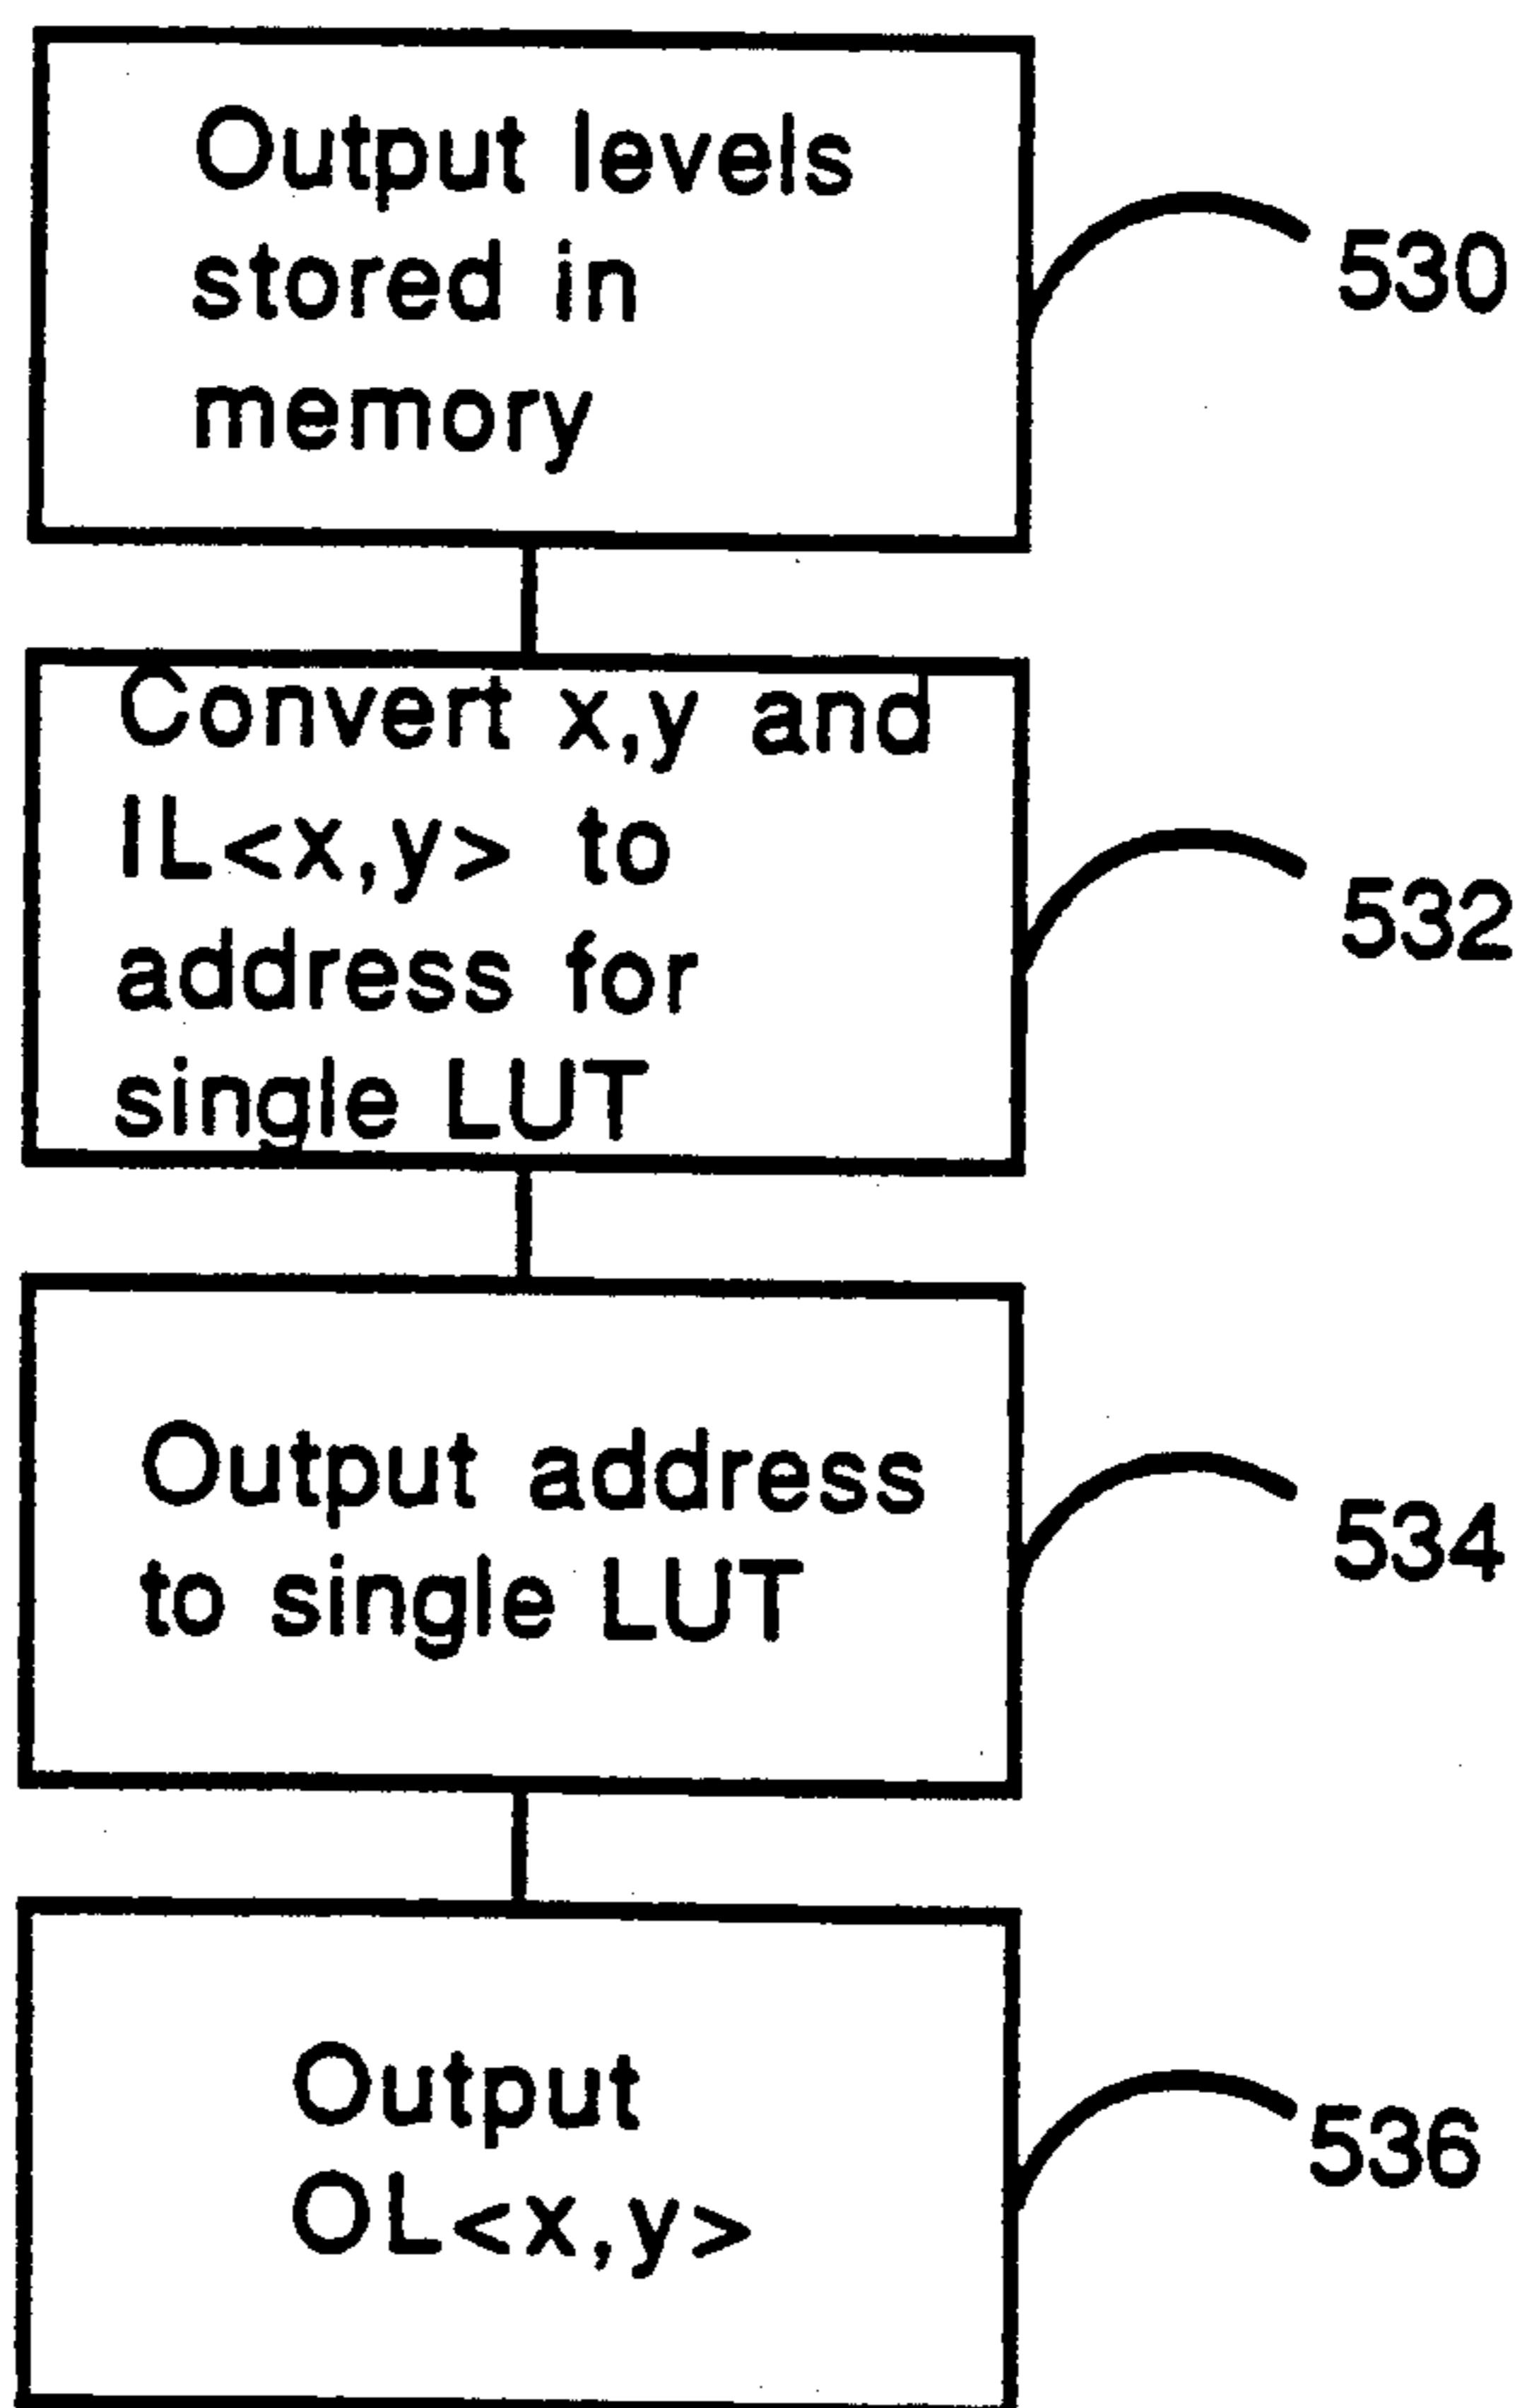 Output levels
stored in
memory
530
Convert x,y and
IL<x,y> to
address for
single LUT
532
Output address
to single LUT
534
Output
OL<x,y>
536